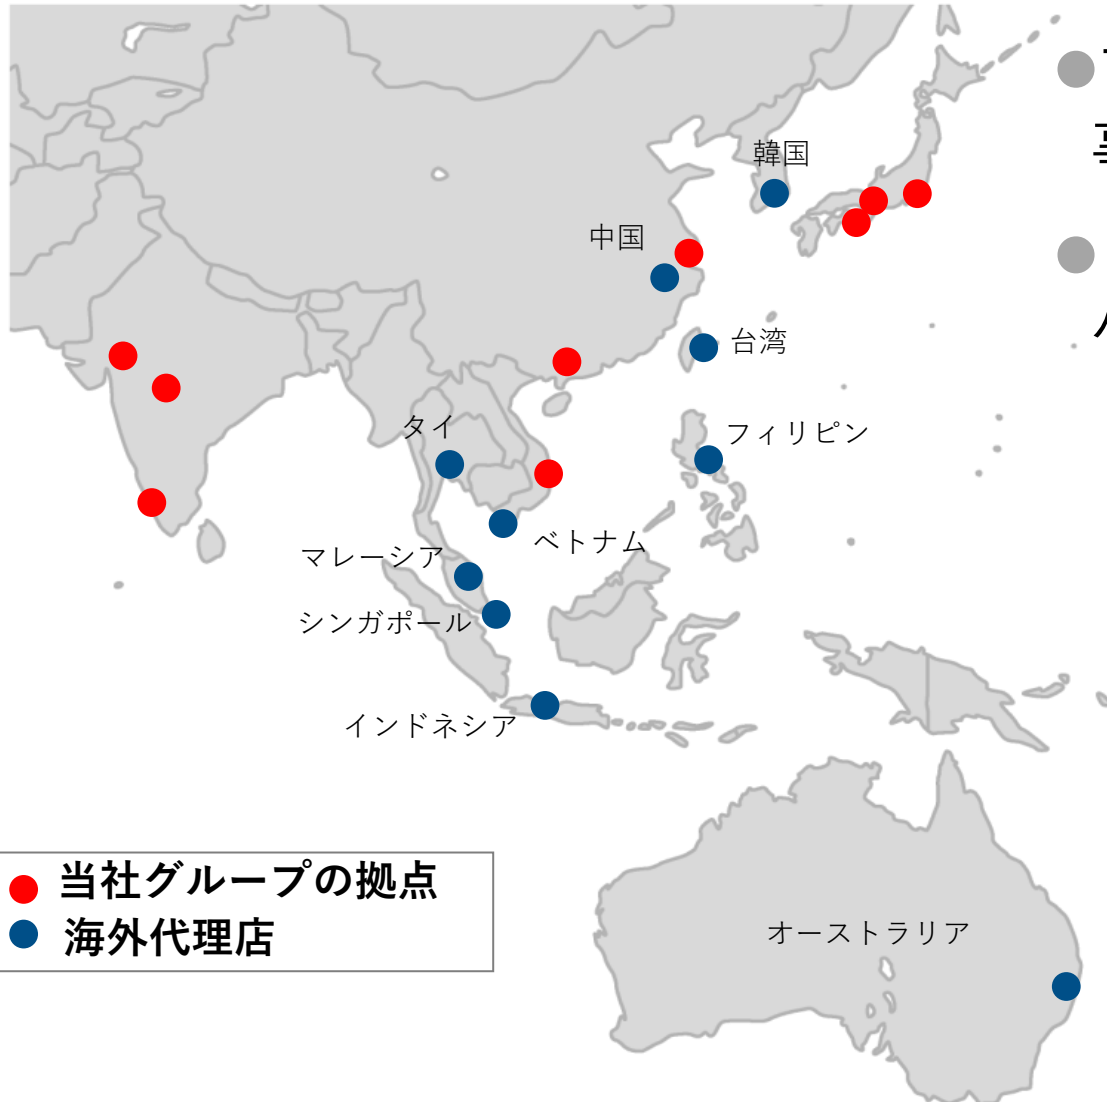 韓国
中国
台湾
タイ
フィリピン
ベトナム
マレーシア
シンガポール
インドネシア
オーストラリア
当社グループの拠点
海外代理店